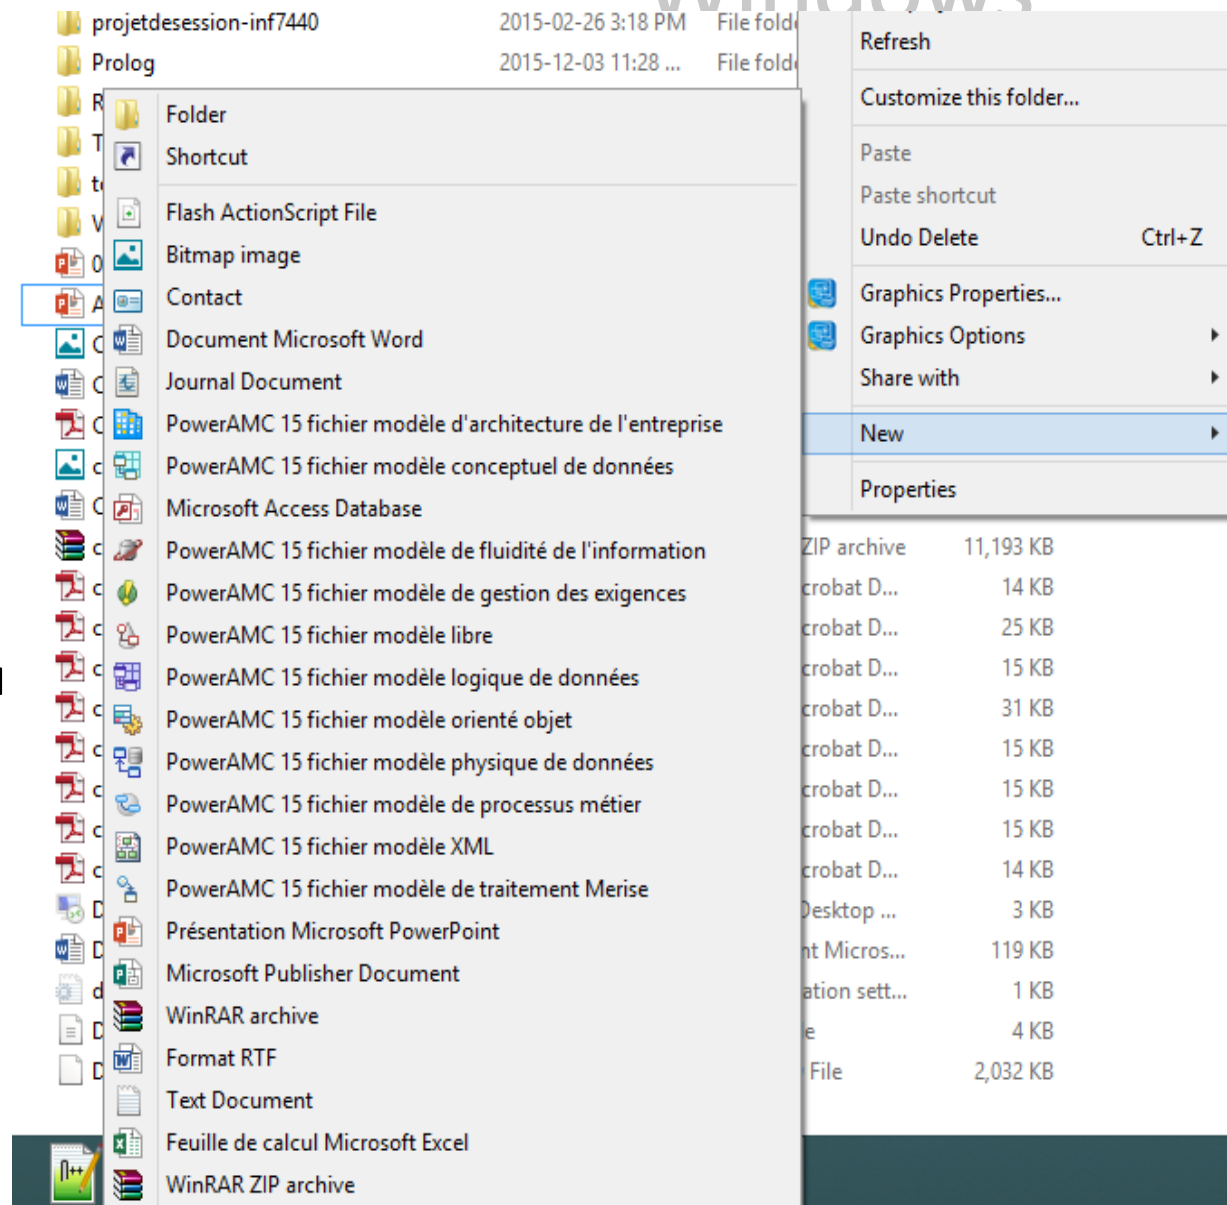 Windows
projetdesession-inf7440 2015-02-26 3:18 PM File fold
Prolog 2015-12-03 11:28 ... File fold
Refresh
Customize this folder...
Paste
Paste shortcut
Undo Delete Ctrl+Z
Graphics Properties...
Graphics Options
Share with
New
Properties
Folder
Shortcut
Flash ActionScript File
Bitmap image
Contact
Document Microsoft Word
Journal Document
PowerAMC 15 fichier modèle d'architecture de l'entreprise
PowerAMC 15 fichier modèle conceptuel de données
Microsoft Access Database
PowerAMC 15 fichier modèle de fluidité de l'information
PowerAMC 15 fichier modèle de gestion des exigences
PowerAMC 15 fichier modèle libre
PowerAMC 15 fichier modèle logique de données
PowerAMC 15 fichier modèle orienté objet
PowerAMC 15 fichier modèle physique de données
PowerAMC 15 fichier modèle de processus métier
PowerAMC 15 fichier modèle XML
PowerAMC 15 fichier modèle de traitement Merise
Présentation Microsoft PowerPoint
Microsoft Publisher Document
WinRAR archive
Format RTF
Text Document
Feuille de calcul Microsoft Excel
WinRAR ZIP archive
ZIP archive 11,193 KB
crobat D... 14 KB
crobat D... 25 KB
crobat D... 15 KB
crobat D... 31 KB
crobat D... 15 KB
crobat D... 15 KB
crobat D... 15 KB
crobat D... 14 KB
Desktop ... 3 KB
nt Micros... 119 KB
ation sett... 1 KB
e 4 KB
File 2,032 KB